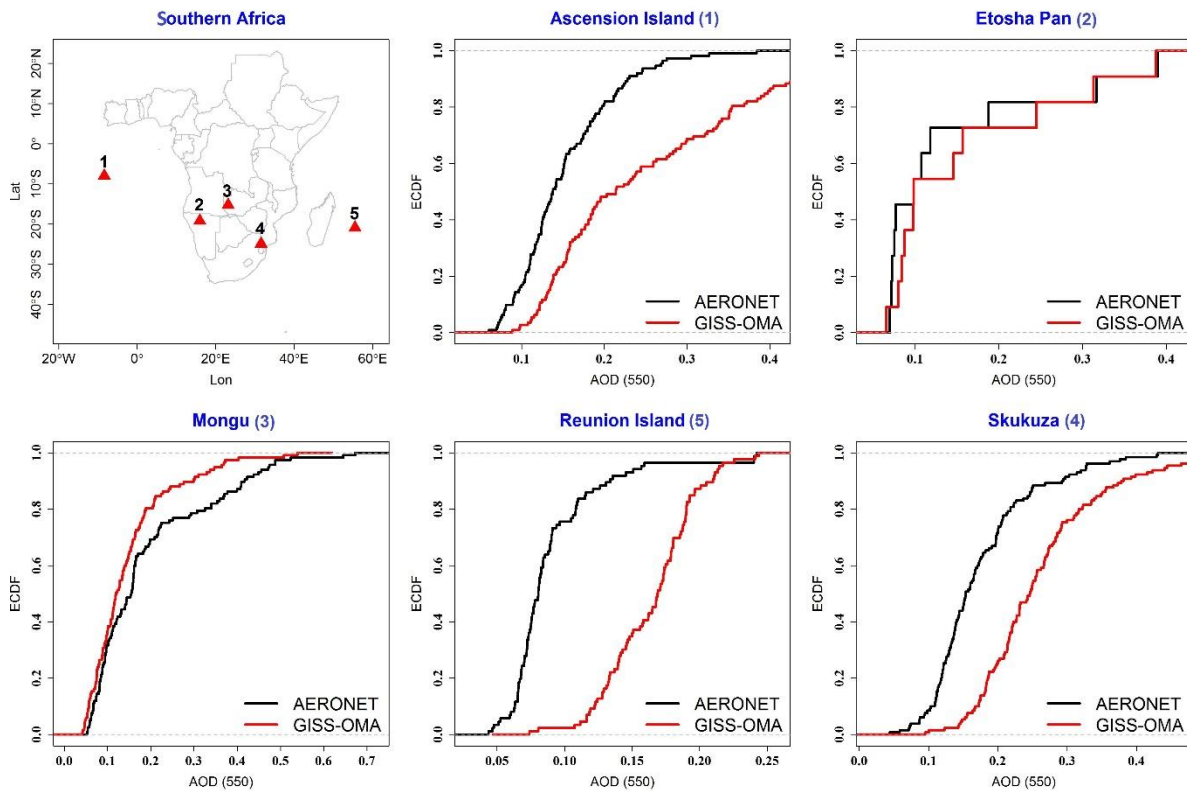 Southern Africa
20°N
10°N
0°
10°S
20°S
30°S
40°S
Lat
1
2
3
4
5
20°W 0° 20°E 40°E 60°E
Lon
Ascension Island (1)
1.0
0.8
0.6
0.4
0.2
0.0
ECDF
AERONET
GISS-OMA
0.1 0.2 0.3 0.4
AOD (550)
Etosha Pan (2)
1.0
0.8
0.6
0.4
0.2
0.0
ECDF
AERONET
GISS-OMA
0.1 0.2 0.3 0.4
AOD (550)
Mongu (3)
1.0
0.8
0.6
0.4
0.2
0.0
ECDF
AERONET
GISS-OMA
0.0 0.1 0.2 0.3 0.4 0.5 0.6 0.7
AOD (550)
Reunion Island (5)
1.0
0.8
0.6
0.4
0.2
0.0
ECDF
AERONET
GISS-OMA
0.05 0.10 0.15 0.20 0.25
AOD (550)
Skukuza (4)
1.0
0.8
0.6
0.4
0.2
0.0
ECDF
AERONET
GISS-OMA
0.0 0.1 0.2 0.3 0.4
AOD (550)